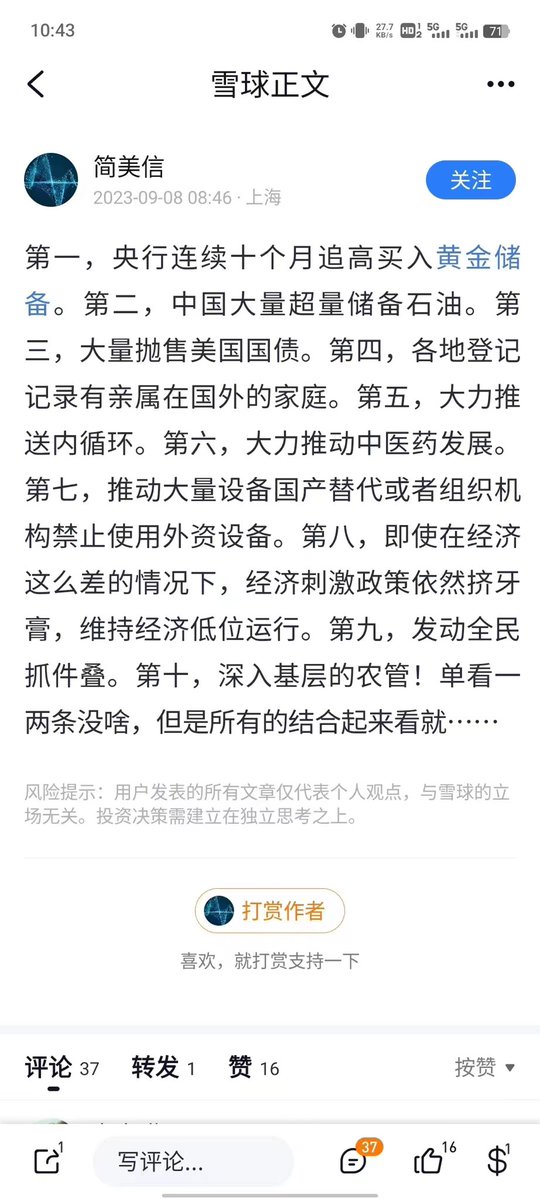 10:43
27.7 KB/s HD 1 2 5G 5G 71
雪球正文
简美信
2023-09-08 08:46 · 上海
关注
第一，央行连续十个月追高买入黄金储
备。第二，中国大量超量储备石油。第
三，大量抛售美国国债。第四，各地登记
记录有亲属在国外的家庭。第五，大力推
送内循环。第六，大力推动中医药发展。
第七，推动大量设备国产替代或者组织机
构禁止使用外资设备。第八，即使在经济
这么差的情况下，经济刺激政策依然挤牙
膏，维持经济低位运行。第九，发动全民
抓件叠。第十，深入基层的农管！单看一
两条没啥，但是所有的结合起来看就……
风险提示：用户发表的所有文章仅代表个人观点，与雪球的立
场无关。投资决策需建立在独立思考之上。
打赏作者
喜欢，就打赏支持一下
评论 37 转发 1 赞 16 按赞
1 写评论... 37 16 1